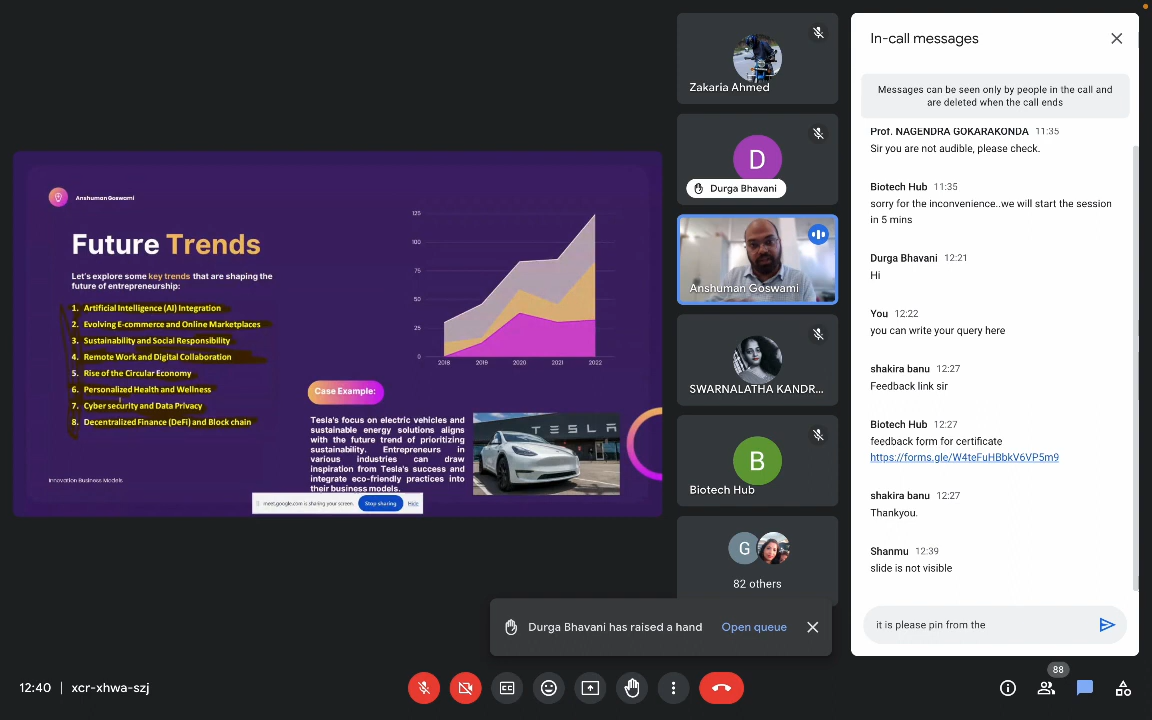 Anshuman Goswami
Future Trends
Let's explore some key trends that are shaping the
future of entrepreneurship:
1. Artificial Intelligence (AI) Integration
2. Evolving E-commerce and Online Marketplaces
3. Sustainability and Social Responsibility
4. Remote Work and Digital Collaboration
5. Rise of the Circular Economy
6. Personalized Health and Wellness
7. Cyber security and Data Privacy
8. Decentralized Finance (DeFi) and Block chain
Innovation Business Models
125
100
75
50
25
0
2018 2019 2020 2021 2022
Case Example:
Tesla's focus on electric vehicles and
sustainable energy solutions aligns
with the future trend of prioritizing
sustainability. Entrepreneurs in
various industries can draw
inspiration from Tesla's success and
integrate eco-friendly practices into
their business models.
TESLA
meet.google.com is sharing your screen. Stop sharing Hide
Zakaria Ahmed
D
Durga Bhavani
Anshuman Goswami
SWARNALATHA KANDR...
B
Biotech Hub
G
82 others
Durga Bhavani has raised a hand Open queue
In-call messages
Messages can be seen only by people in the call and
are deleted when the call ends
Prof. NAGENDRA GOKARAKONDA 11:35
Sir you are not audible, please check.
Biotech Hub 11:35
sorry for the inconvenience..we will start the session
in 5 mins
Durga Bhavani 12:21
Hi
You 12:22
you can write your query here
shakira banu 12:27
Feedback link sir
Biotech Hub 12:27
feedback form for certificate
https://forms.gle/W4teFuHBbkV6VP5m9
shakira banu 12:27
Thankyou.
Shanmu 12:39
slide is not visible
it is please pin from the
12:40 | xcr-xhwa-szj
CC
88